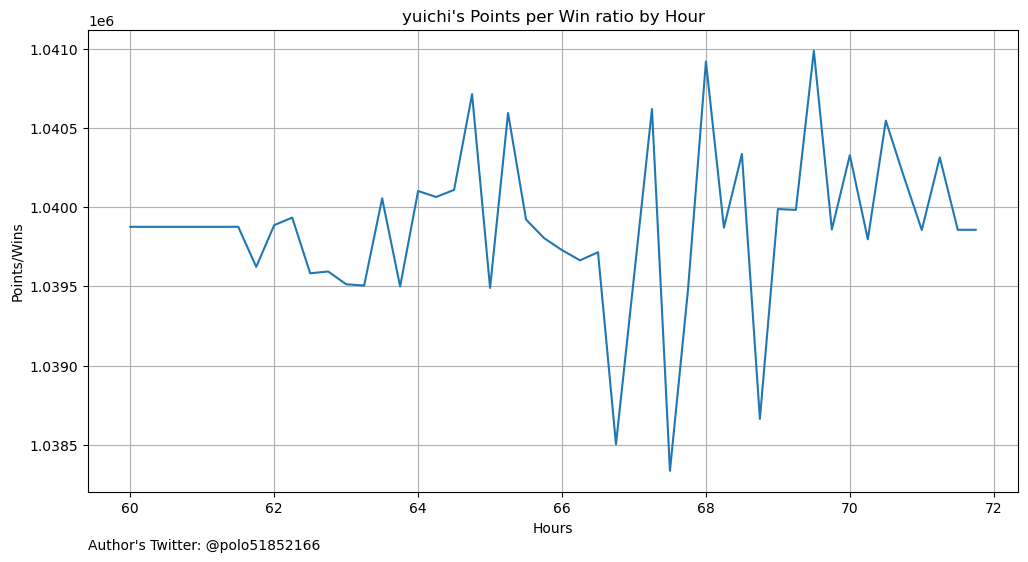 yuichi's Points per Win ratio by Hour
1e6
1.0410
1.0405
1.0400
1.0395
1.0390
1.0385
Points/Wins
60 62 64 66 68 70 72
Hours
Author's Twitter: @polo51852166